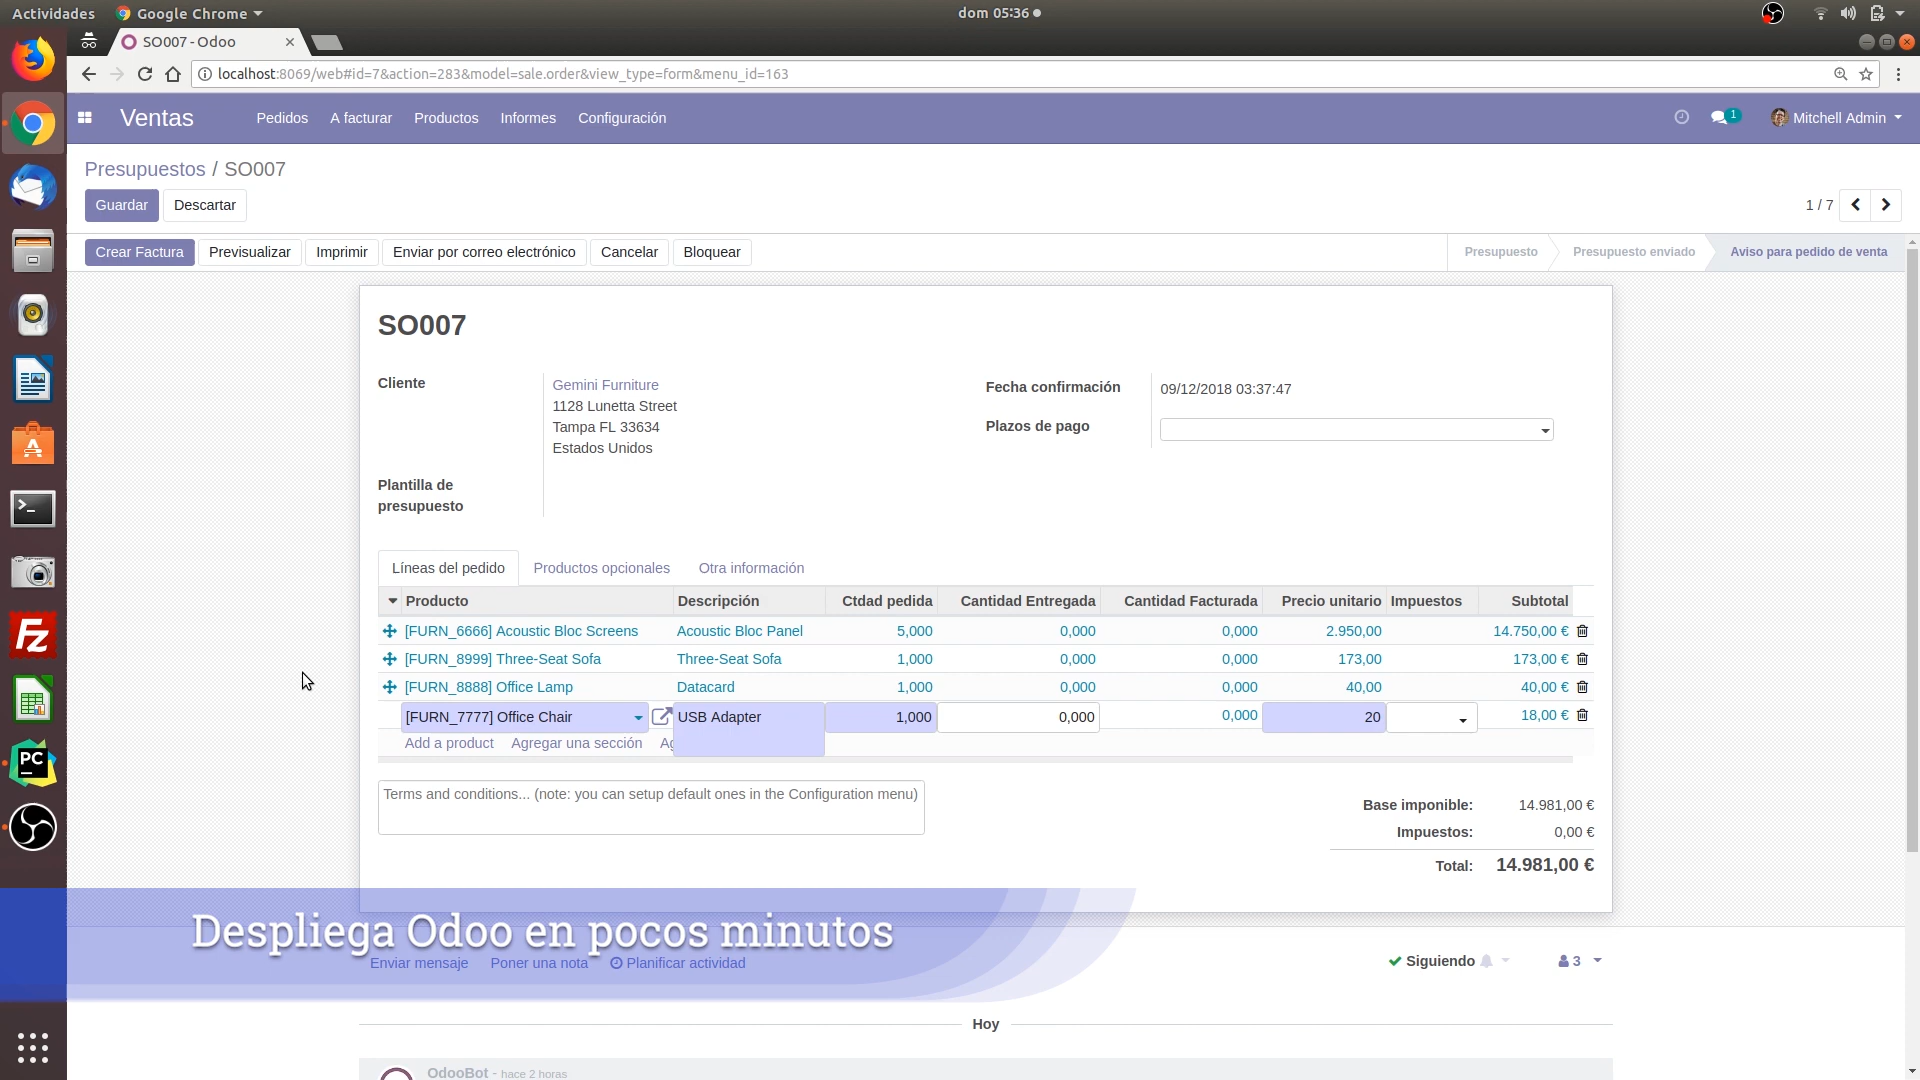 Actividades Google Chrome dom 05:36
SO007 - Odoo
localhost:8069/web#id=7&action=283&model=sale.order&view_type=form&menu_id=163
Ventas Pedidos A facturar Productos Informes Configuración 1 Mitchell Admin
Presupuestos / SO007
Guardar Descartar 1 / 7
Crear Factura Previsualizar Imprimir Enviar por correo electrónico Cancelar Bloquear Presupuesto Presupuesto enviado Aviso para pedido de venta
SO007
Cliente Gemini Furniture
1128 Lunetta Street
Tampa FL 33634
Estados Unidos
Fecha confirmación 09/12/2018 03:37:47
Plazos de pago
Plantilla de
presupuesto
Líneas del pedido Productos opcionales Otra información
Producto Descripción Ctdad pedida Cantidad Entregada Cantidad Facturada Precio unitario Impuestos Subtotal
[FURN_6666] Acoustic Bloc Screens Acoustic Bloc Panel 5,000 0,000 0,000 2.950,00 14.750,00 €
[FURN_8999] Three-Seat Sofa Three-Seat Sofa 1,000 0,000 0,000 173,00 173,00 €
[FURN_8888] Office Lamp Datacard 1,000 0,000 0,000 40,00 40,00 €
[FURN_7777] Office Chair USB Adapter 1,000 0,000 0,000 20 18,00 €
Add a product Agregar una sección
Terms and conditions... (note: you can setup default ones in the Configuration menu)
Base imponible: 14.981,00 €
Impuestos: 0,00 €
Total: 14.981,00 €
Despliega Odoo en pocos minutos
Enviar mensaje Poner una nota Planificar actividad Siguiendo 3
Hoy
OdooBot - hace 2 horas
PC
Fz